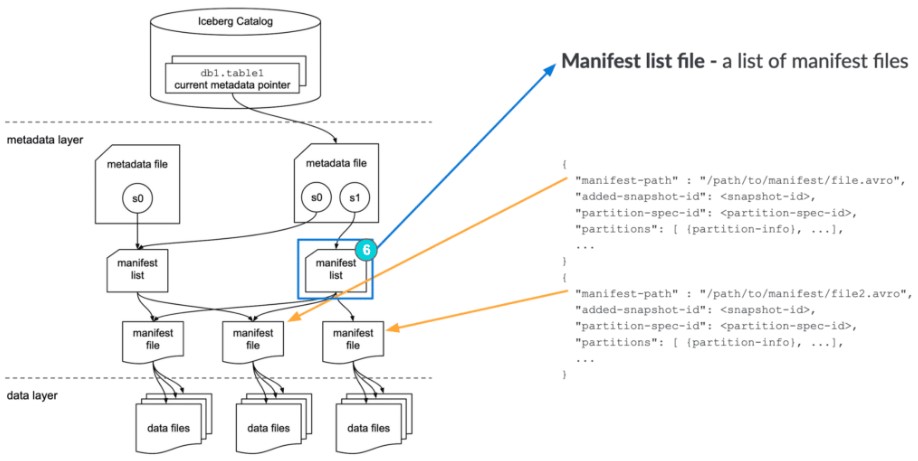 Iceberg Catalog
db1.table1
current metadata pointer
metadata layer
metadata file
s0
metadata file
s0
s1
manifest
list
manifest
list
6
manifest
file
manifest
file
manifest
file
data layer
data files
data files
data files
Manifest list file - a list of manifest files
{
"manifest-path" : "/path/to/manifest/file.avro",
"added-snapshot-id": <snapshot-id>,
"partition-spec-id": <partition-spec-id>,
"partitions": [ {partition-info}, ...],
...
}
{
"manifest-path" : "/path/to/manifest/file2.avro",
"added-snapshot-id": <snapshot-id>,
"partition-spec-id": <partition-spec-id>,
"partitions": [ {partition-info}, ...],
...
}